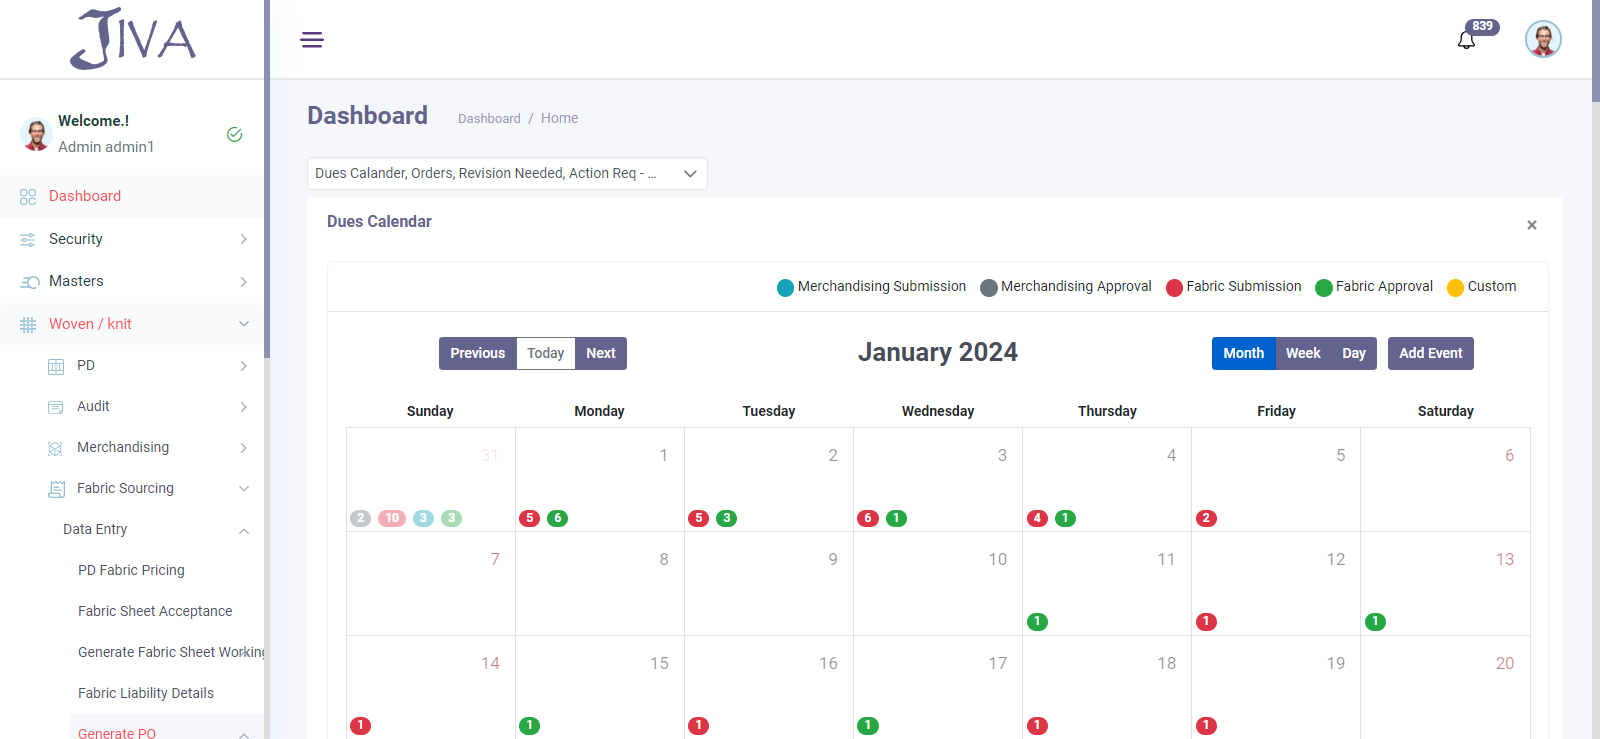 JIVA
839
Welcome.!
Admin admin1
Dashboard
Security
Masters
Woven / knit
PD
Audit
Merchandising
Fabric Sourcing
Data Entry
PD Fabric Pricing
Fabric Sheet Acceptance
Generate Fabric Sheet Working
Fabric Liability Details
Generate PO
Dashboard
Dashboard / Home
Dues Calander, Orders, Revision Needed, Action Req - ...
Dues Calendar
×
Merchandising Submission Merchandising Approval Fabric Submission Fabric Approval Custom
Previous Today Next
January 2024
Month Week Day Add Event
Sunday Monday Tuesday Wednesday Thursday Friday Saturday
31 1 2 3 4 5 6
2 10 3 3 5 6 5 3 6 1 4 1 2
7 8 9 10 11 12 13
1 1 1
14 15 16 17 18 19 20
1 1 1 1 1 1